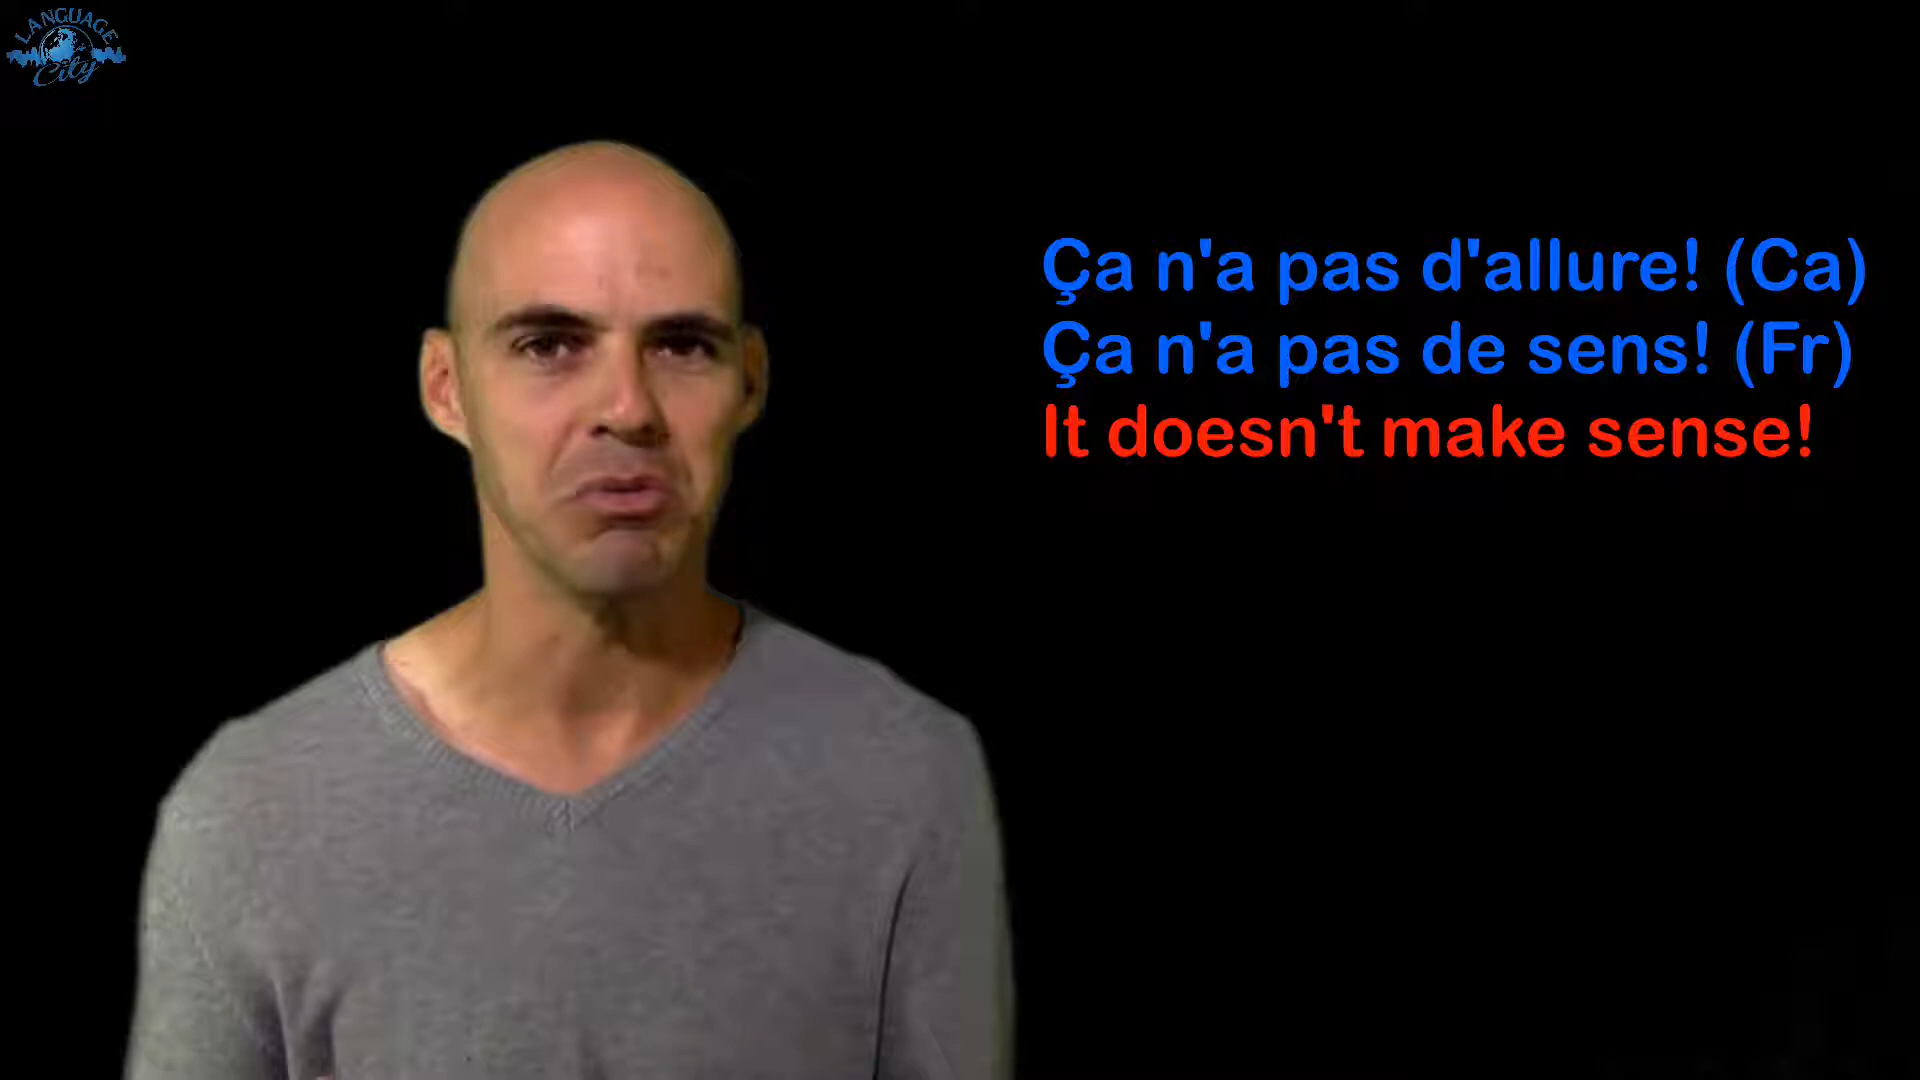 LANGUAGE
City
Ça n'a pas d'allure! (Ca)
Ça n'a pas de sens! (Fr)
It doesn't make sense!